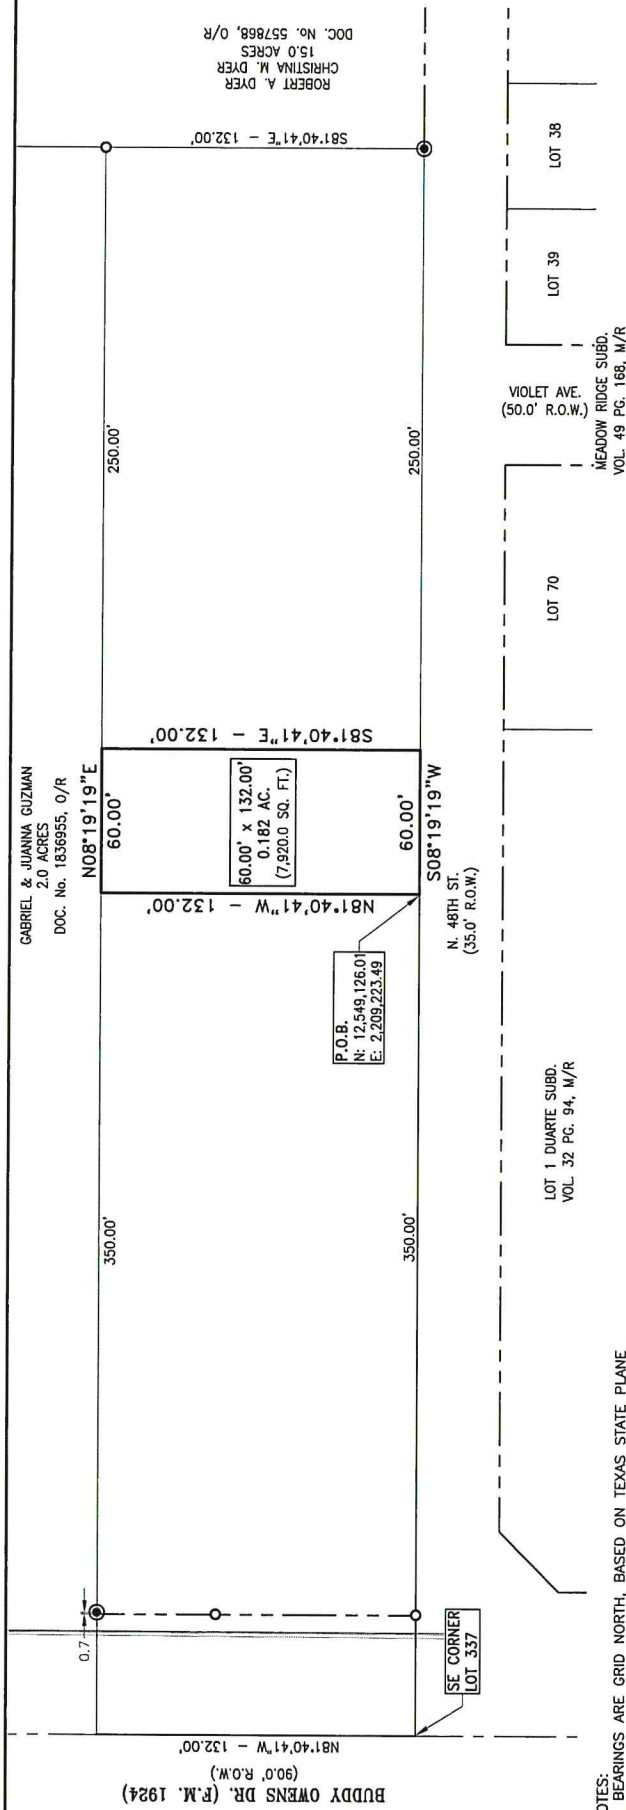 BUDDY OWENS DR. (F.M. 1924)
(90.0' R.O.W.)
N81°40'41"W - 132.00'
0.7'
SE CORNER
LOT 337
350.00'
350.00'
GABRIEL & JUANNA GUZMAN
2.0 ACRES
DOC. No. 1836955, O/R
N08°19'19"E
60.00'
N81°40'41"W - 132.00'
60.00' x 132.00'
0.182 AC.
(7,920.0 SQ. FT.)
S81°40'41"E - 132.00'
60.00'
S08°19'19"W
P.O.B.
N: 12,549,126.01
E: 2,209,223.49
N. 48TH ST.
(35.0' R.O.W.)
250.00'
250.00'
S81°40'41"E - 132.00'
ROBERT A. DYER
CHRISTINA M. DYER
15.0 ACRES
DOC. No. 557868, O/R
LOT 1 DUARTE SUBD.
VOL. 32 PG. 94, M/R
LOT 70
VIOLET AVE.
(50.0' R.O.W.)
LOT 39
LOT 38
MEADOW RIDGE SUBD.
VOL. 49 PG. 168, M/R
OTES:
BEARINGS ARE GRID NORTH, BASED ON TEXAS STATE PLANE